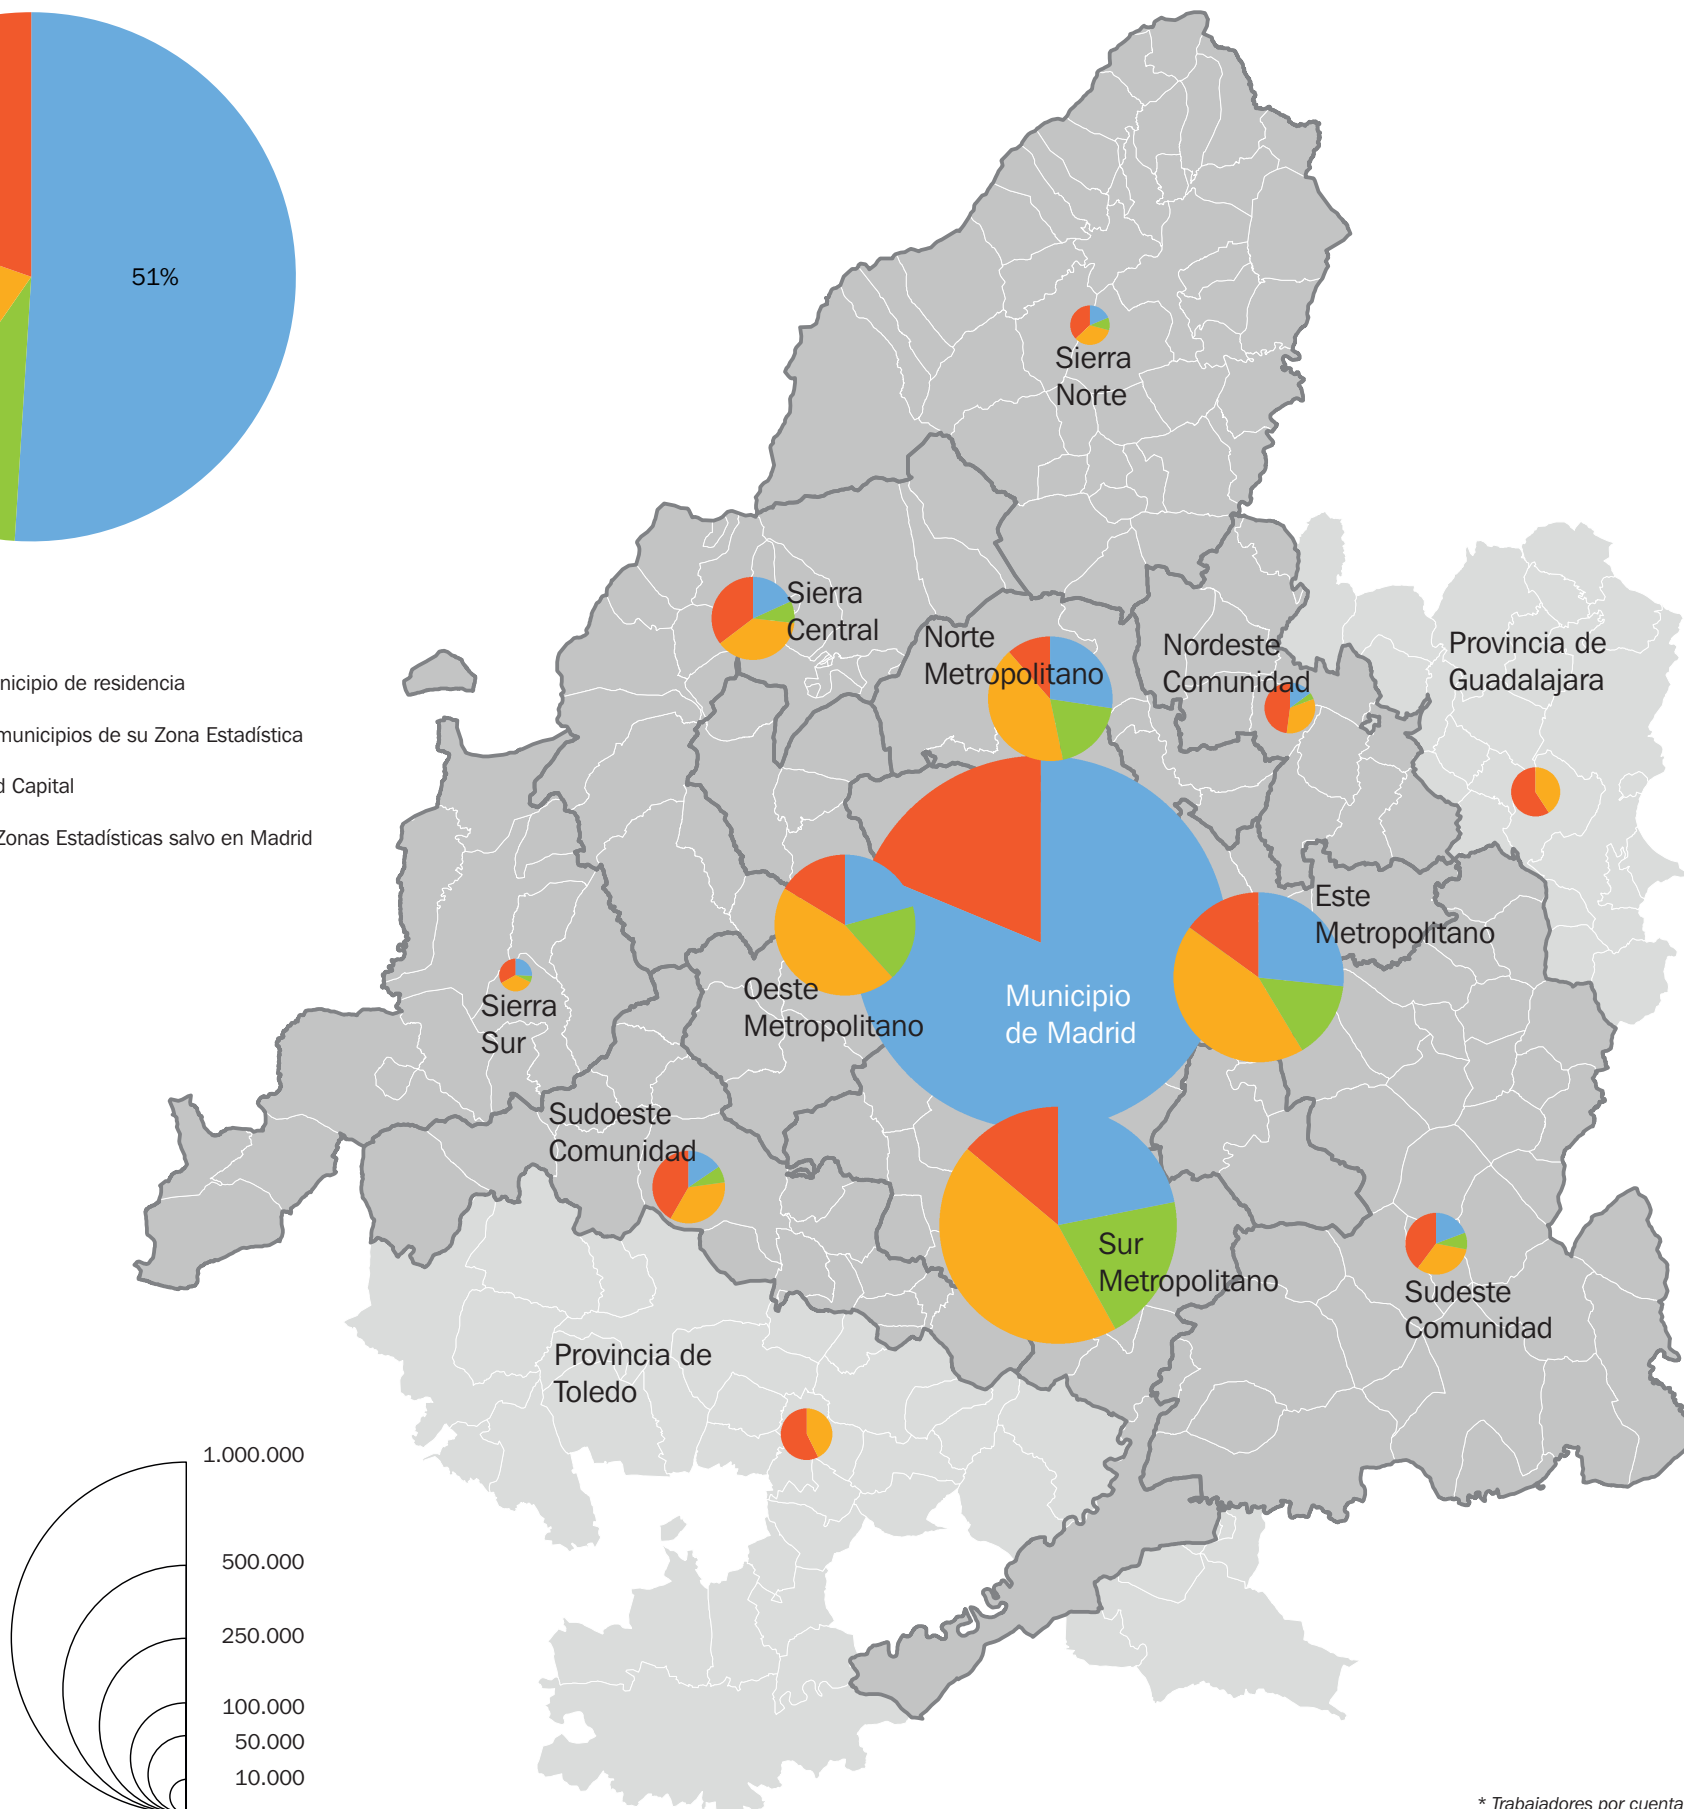 51%
Sierra
Norte
Sierra
Central
Norte
Metropolitano
Nordeste
Comunidad
Provincia de
Guadalajara
nicipio de residencia
municipios de su Zona Estadística
d Capital
Zonas Estadísticas salvo en Madrid
Este
Metropolitano
Oeste
Metropolitano
Municipio
de Madrid
Sierra
Sur
Sudoeste
Comunidad
Sur
Metropolitano
Sudeste
Comunidad
Provincia de
Toledo
1.000.000
500.000
250.000
100.000
50.000
10.000
* Trabajadores por cuenta